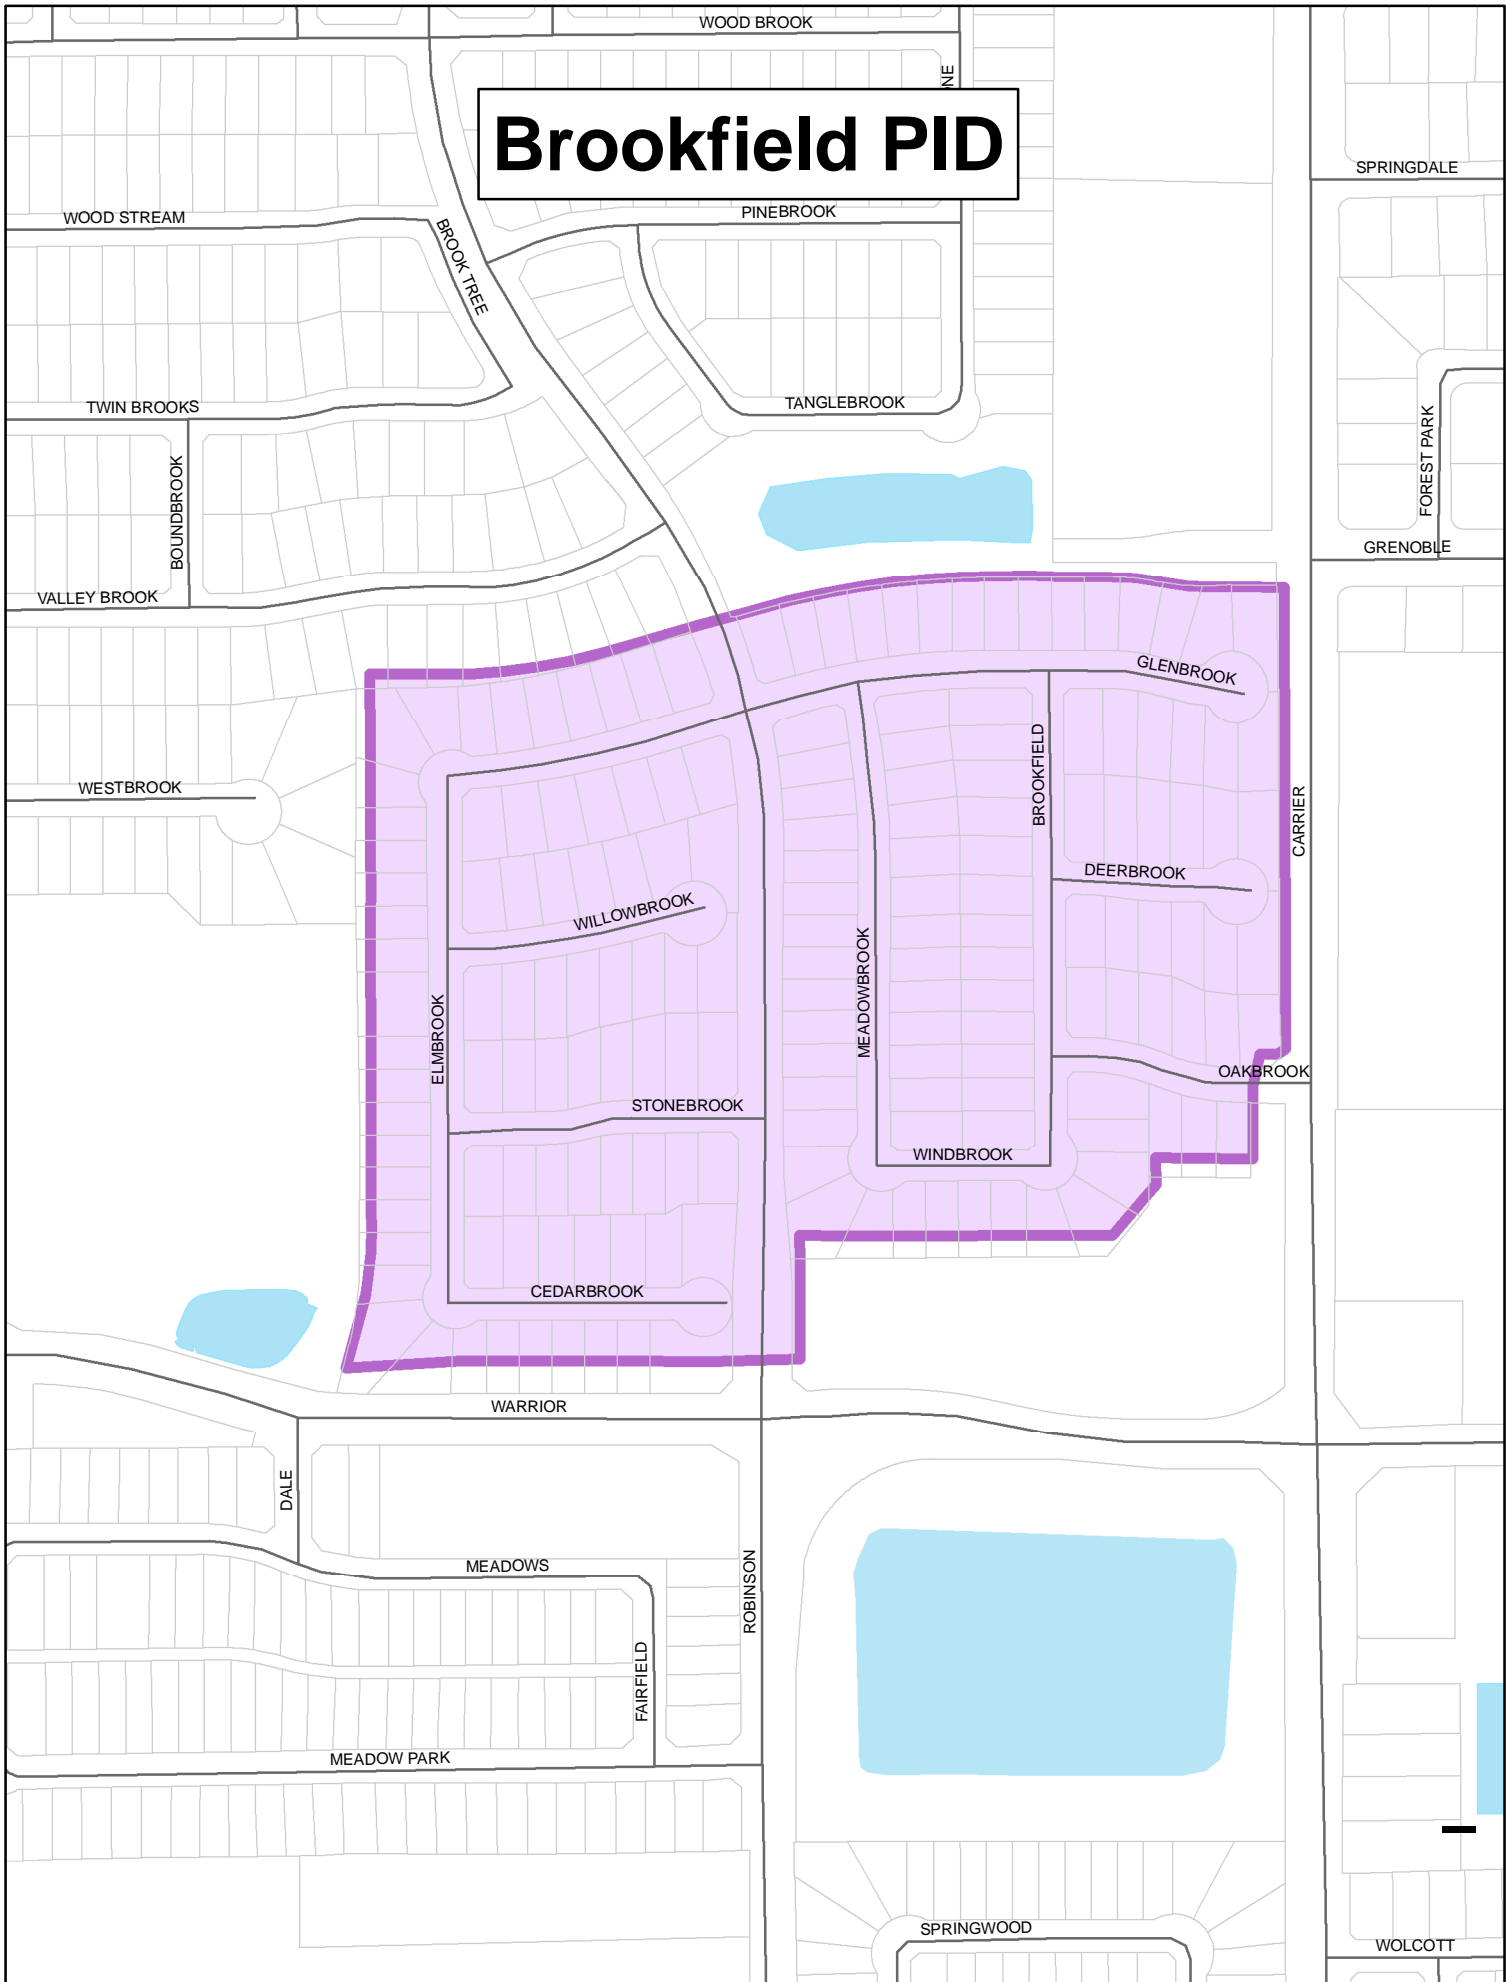 WOOD BROOK
NE
Brookfield PID
SPRINGDALE
WOOD STREAM
PINEBROOK
BROOK TREE
TWIN BROOKS
TANGLEBROOK
FOREST PARK
BOUNDBROOK
GRENOBLE
VALLEY BROOK
GLENBROOK
WESTBROOK
BROOKFIELD
CARRIER
DEERBROOK
WILLOWBROOK
MEADOWBROOK
ELMBROOK
OAKBROOK
STONEBROOK
WINDBROOK
CEDARBROOK
WARRIOR
DALE
MEADOWS
ROBINSON
FAIRFIELD
MEADOW PARK
SPRINGWOOD
WOLCOTT